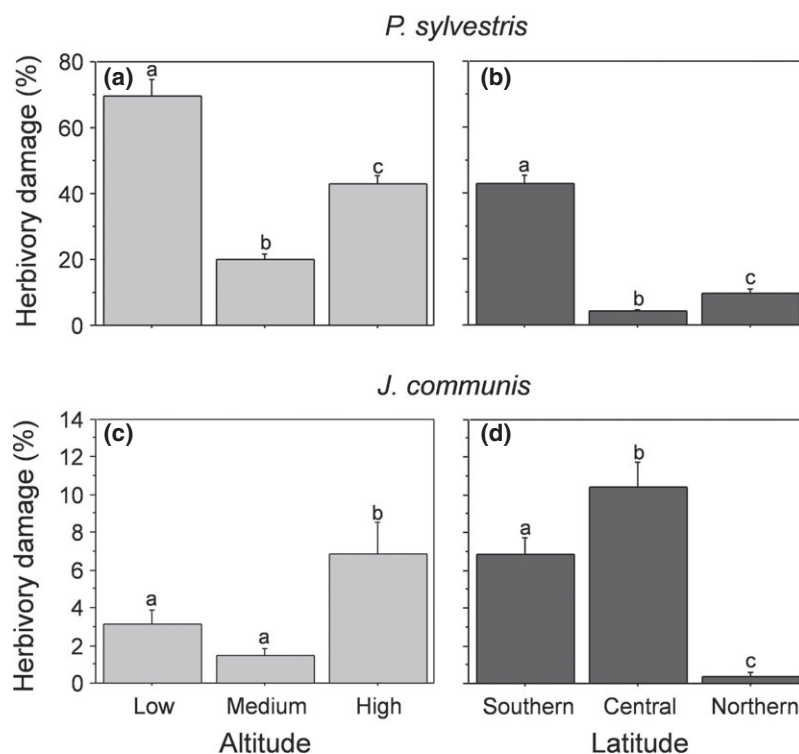 P. sylvestris
(a) (b)
Herbivory damage (%)
80
60
40
20
0
a b c
a b c
J. communis
(c) (d)
Herbivory damage (%)
14
12
10
8
6
4
2
0
a a b
a b c
Low Medium High Southern Central Northern
Altitude Latitude